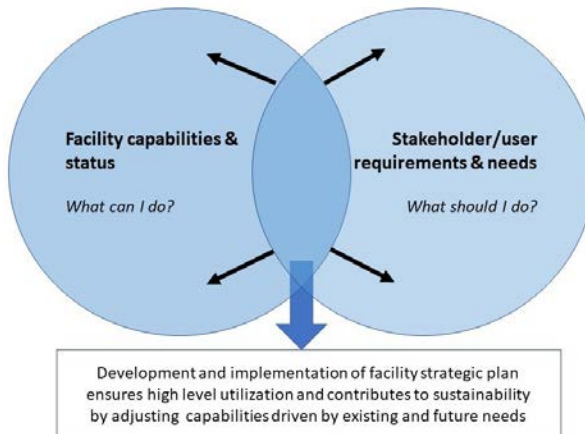 Facility capabilities &
status
What can I do?
Stakeholder/user
requirements & needs
What should I do?
Development and implementation of facility strategic plan
ensures high level utilization and contributes to sustainability
by adjusting capabilities driven by existing and future needs